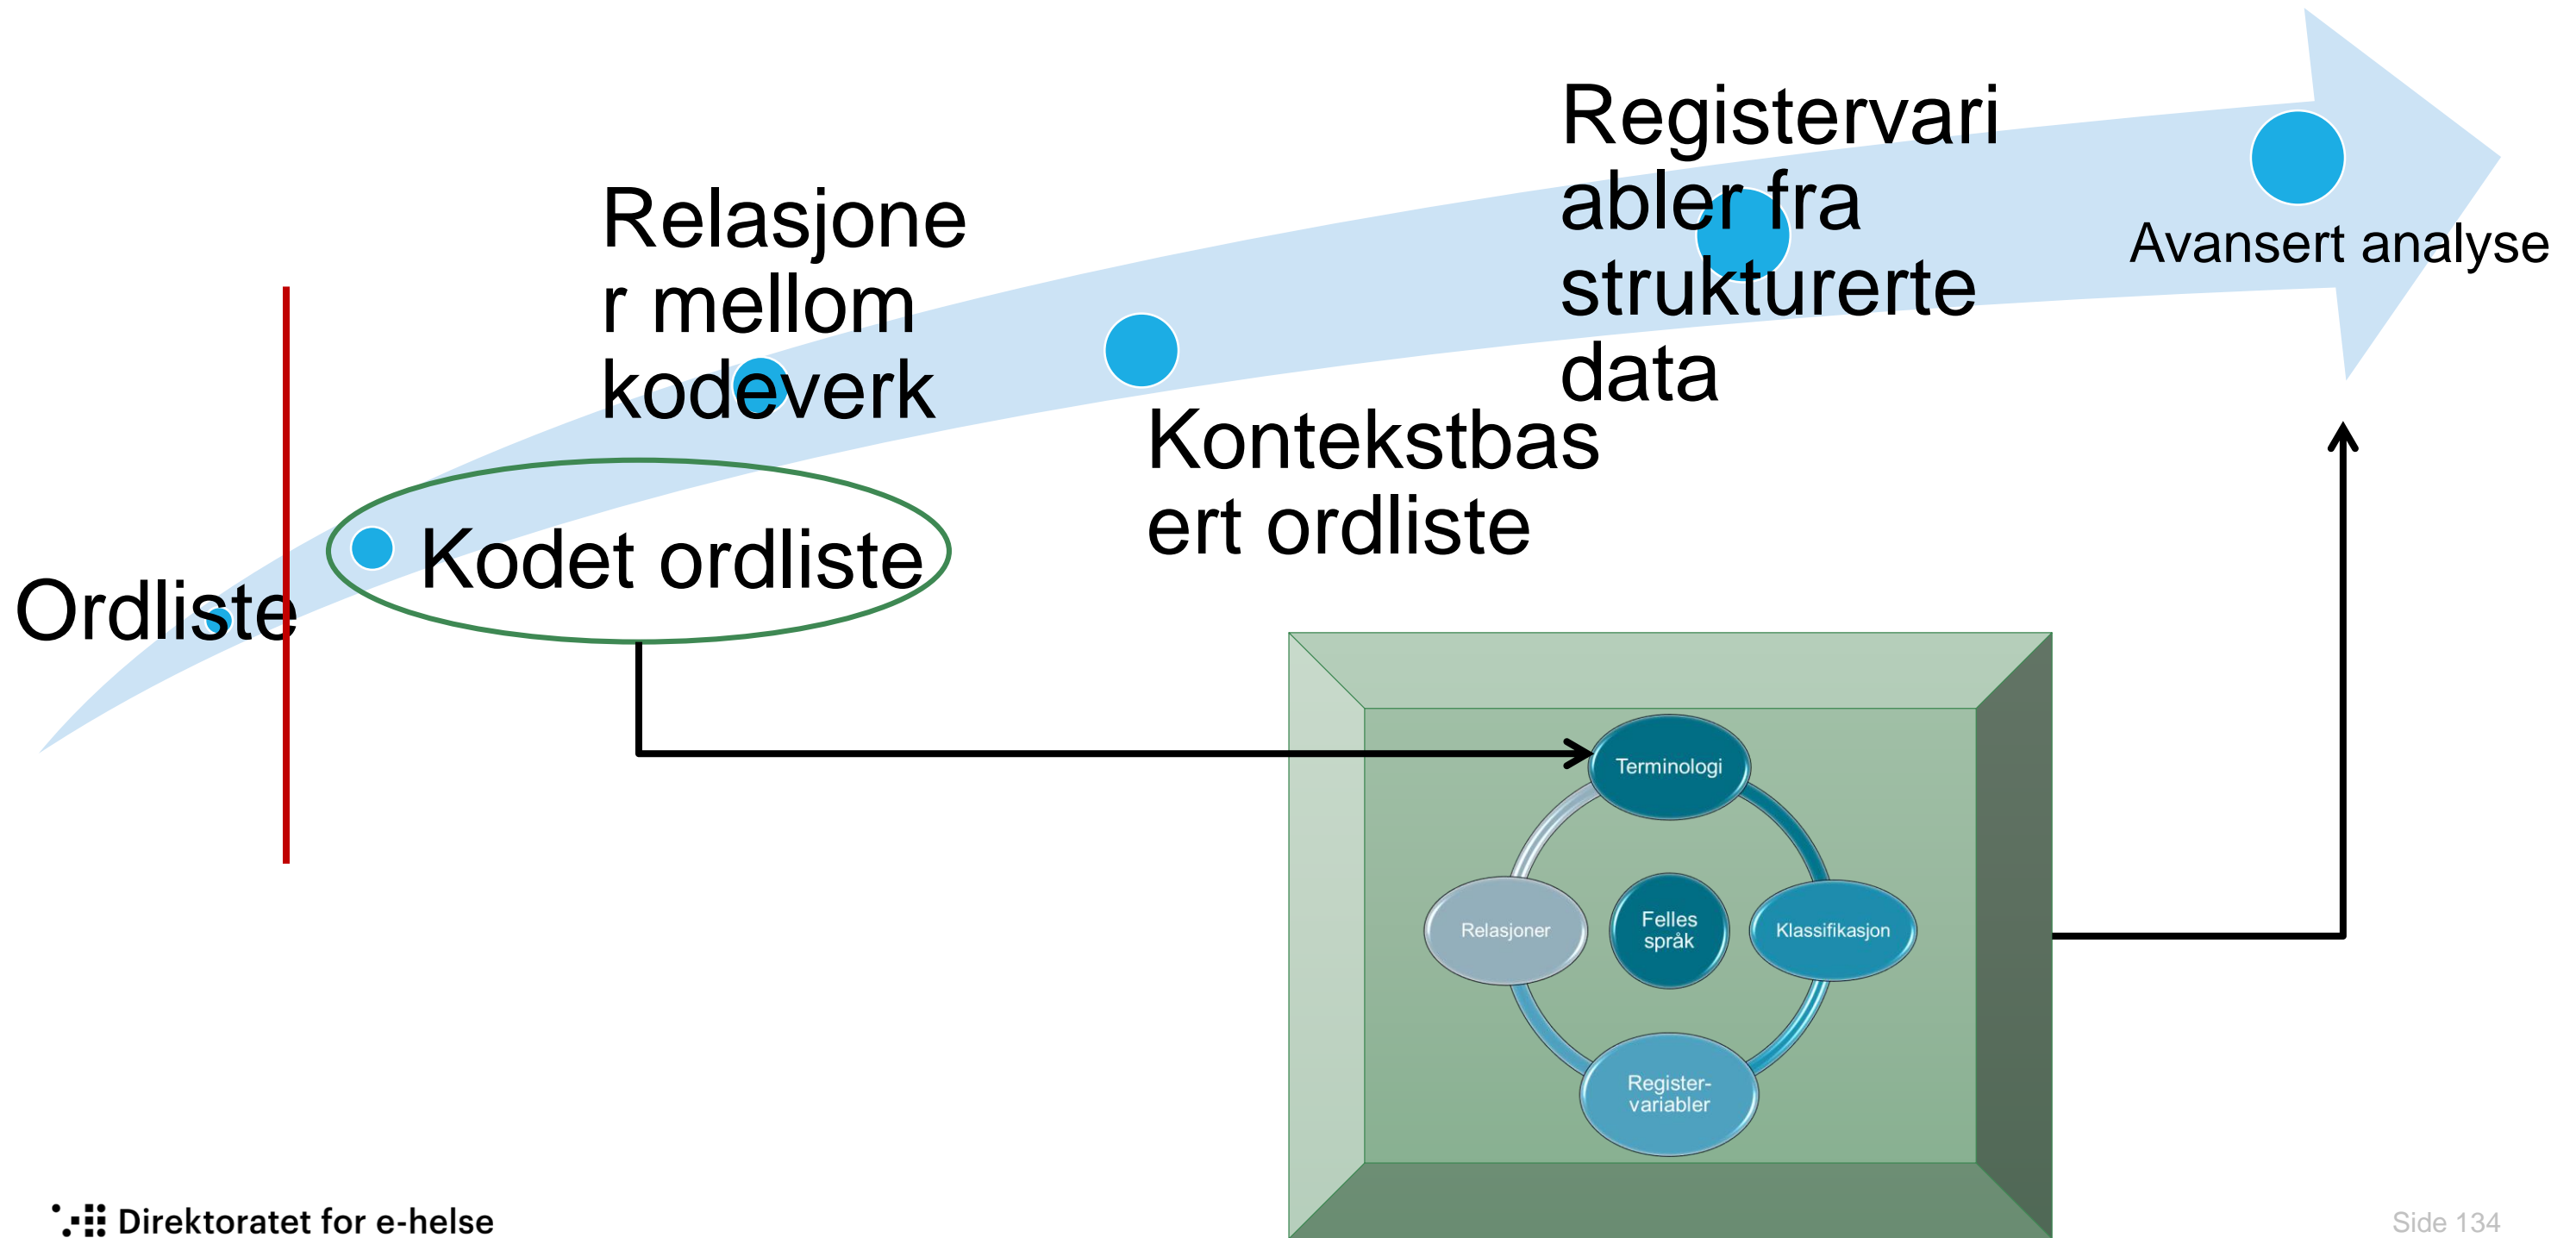 Ordliste
Kodet ordliste
Relasjone
r mellom
kodeverk
Kontekstbas
ert ordliste
Registervari
abler fra
strukturerte
data
Avansert analyse
Terminologi
Relasjoner
Felles
språk
Klassifikasjon
Register-
variabler
Direktoratet for e-helse
Side 134